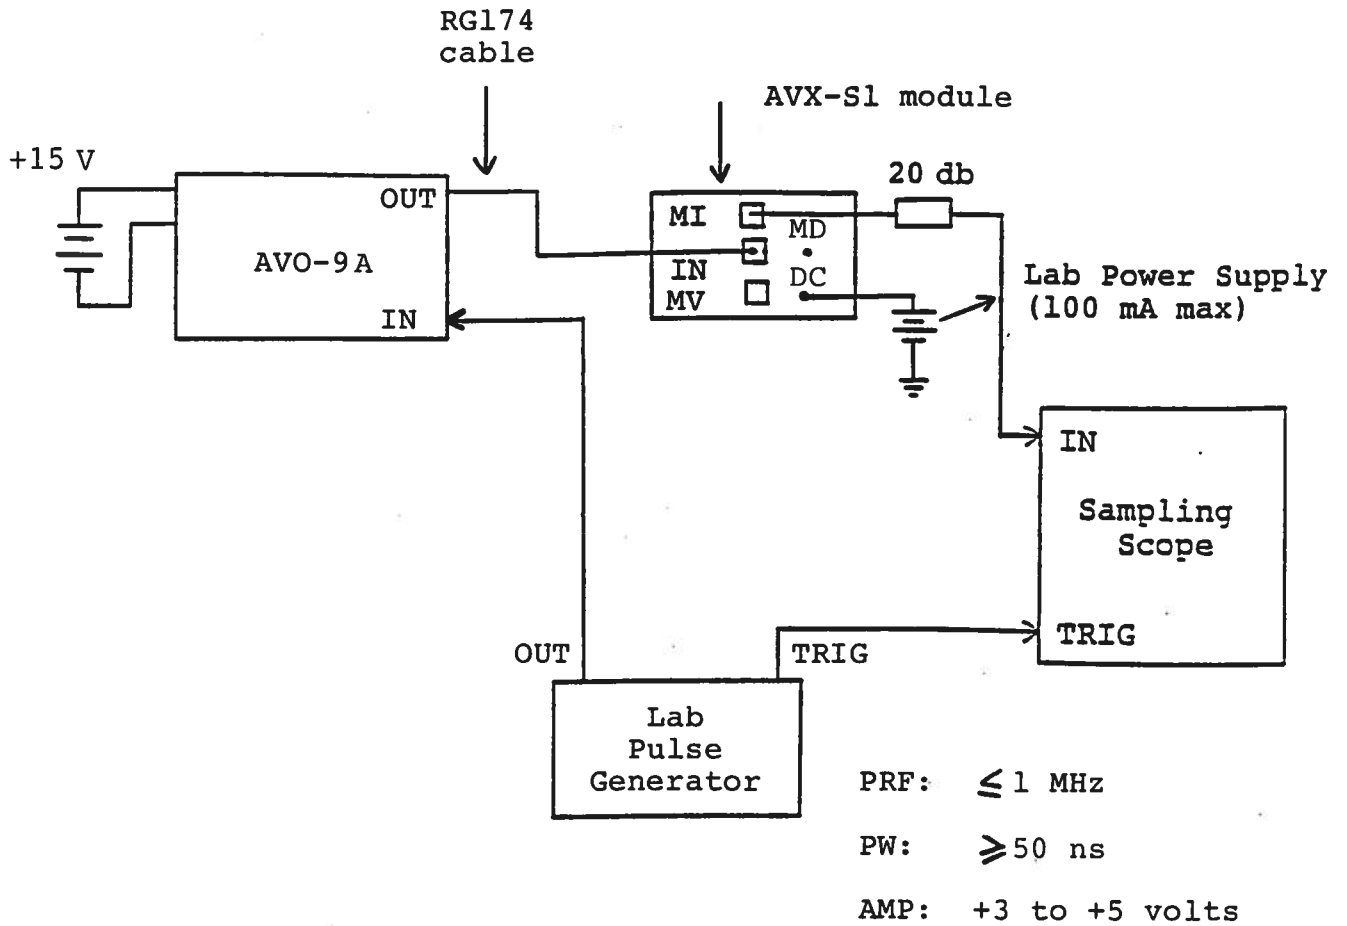 RG174
cable
AVX-S1 module
+15 V
20 db
OUT
AVO-9A
IN
MI
MD
IN
DC
MV
Lab Power Supply
(100 mA max)
IN
Sampling
Scope
TRIG
OUT
TRIG
Lab
Pulse
Generator
PRF: ≤ 1 MHz
PW: ≥ 50 ns
AMP: +3 to +5 volts